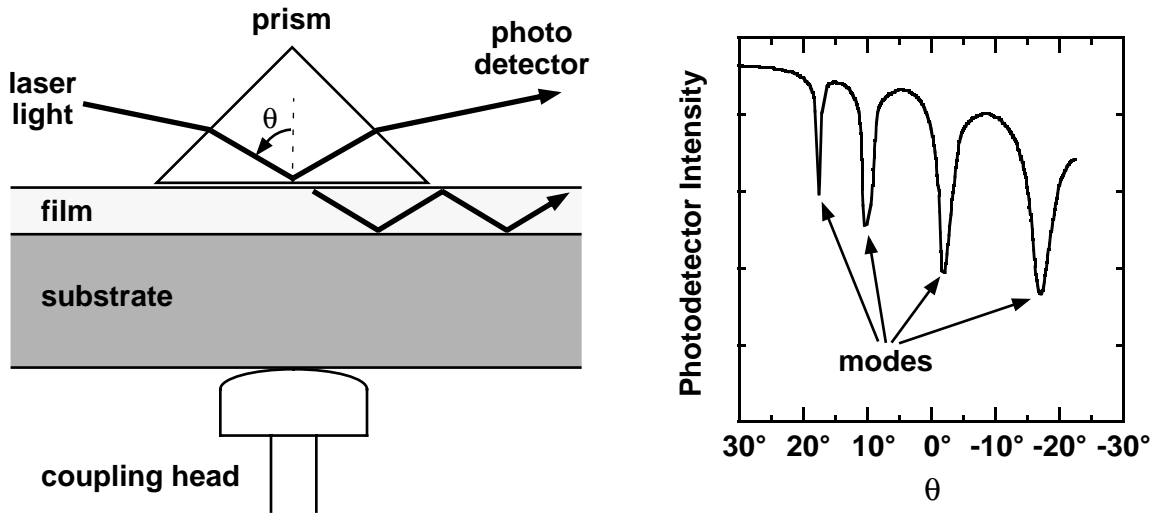 prism
laser
light
photo
detector
θ
film
substrate
coupling head
Photodetector Intensity
modes
30° 20° 10° 0° -10° -20° -30°
θ